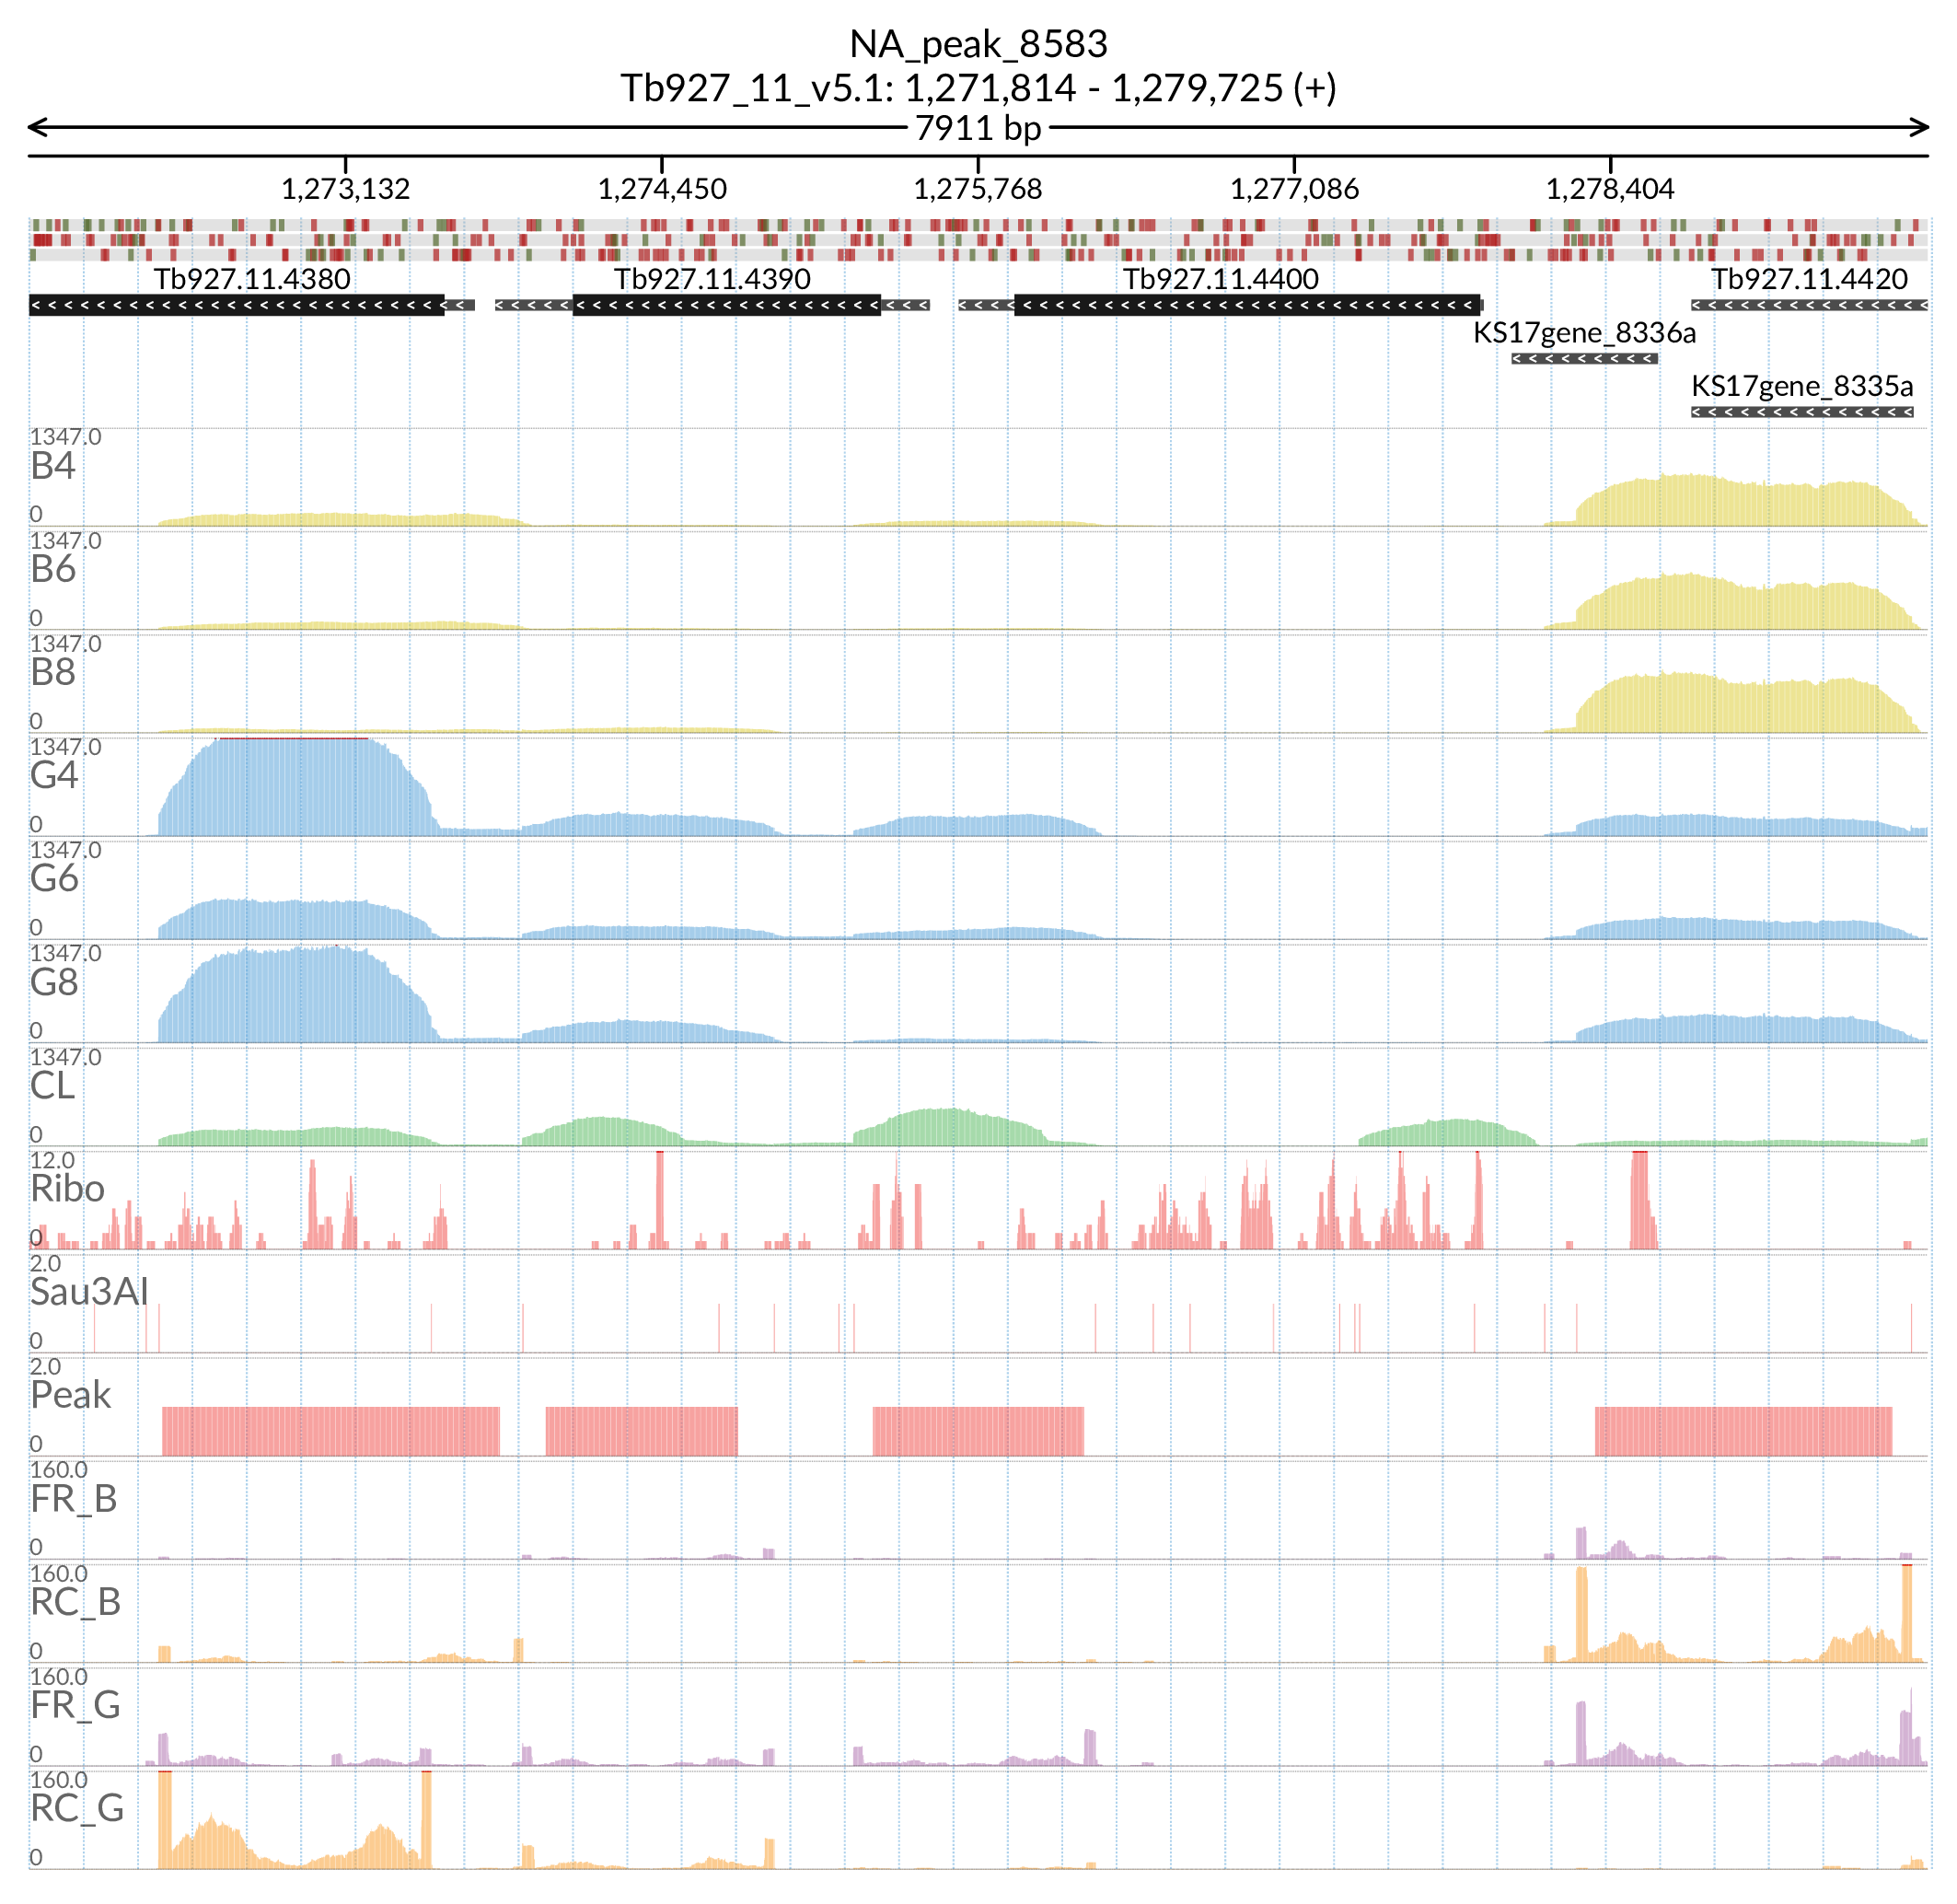 NA_peak_8583
Tb927_11_v5.1: 1,271,814 - 1,279,725 (+)
7911 bp
1,273,132 1,274,450 1,275,768 1,277,086 1,278,404
Tb927.11.4380 Tb927.11.4390 Tb927.11.4400 Tb927.11.4420
KS17gene_8336a
KS17gene_8335a
1347.0
B4
0
1347.0
B6
0
1347.0
B8
0
1347.0
G4
0
1347.0
G6
0
1347.0
G8
0
1347.0
CL
0
12.0
Ribo
0
2.0
Sau3AI
0
2.0
Peak
0
160.0
FR_B
0
160.0
RC_B
0
160.0
FR_G
0
160.0
RC_G
0